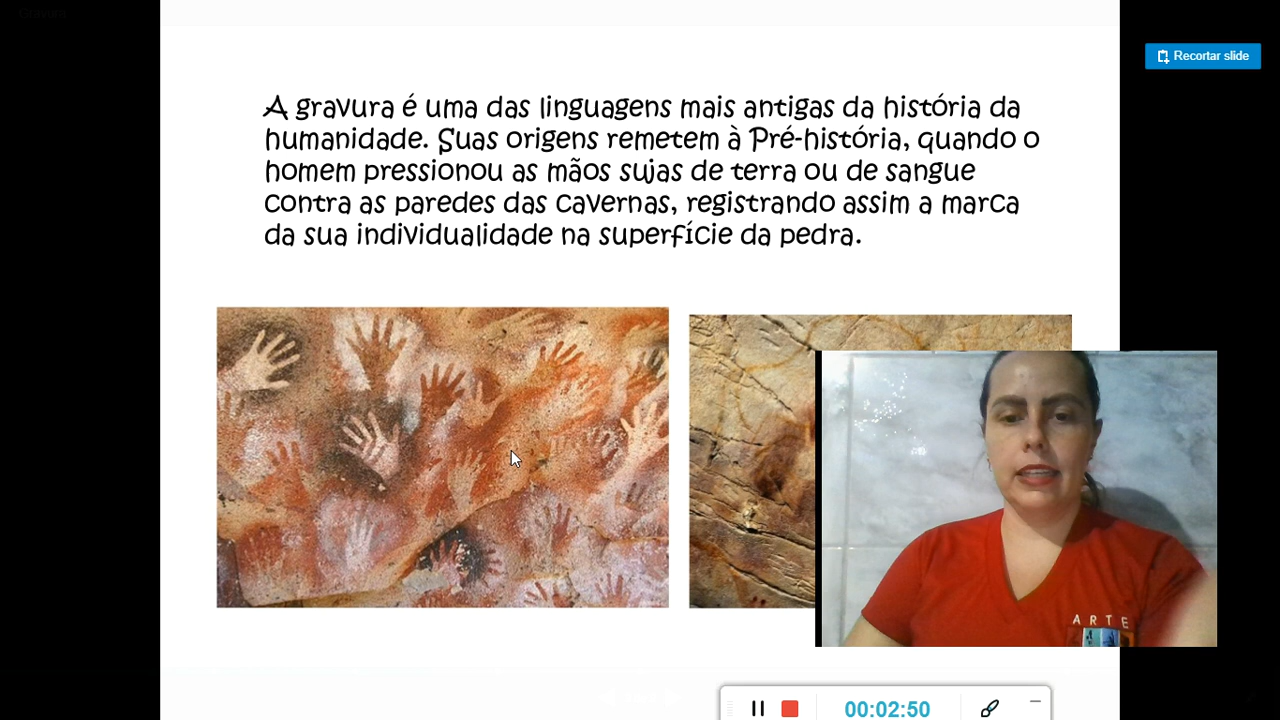 Gravura
Recortar slide
A gravura é uma das linguagens mais antigas da história da
humanidade. Suas origens remetem à Pré-história, quando o
homem pressionou as mãos sujas de terra ou de sangue
contra as paredes das cavernas, registrando assim a marca
da sua individualidade na superfície da pedra.
ARTE
00:02:50